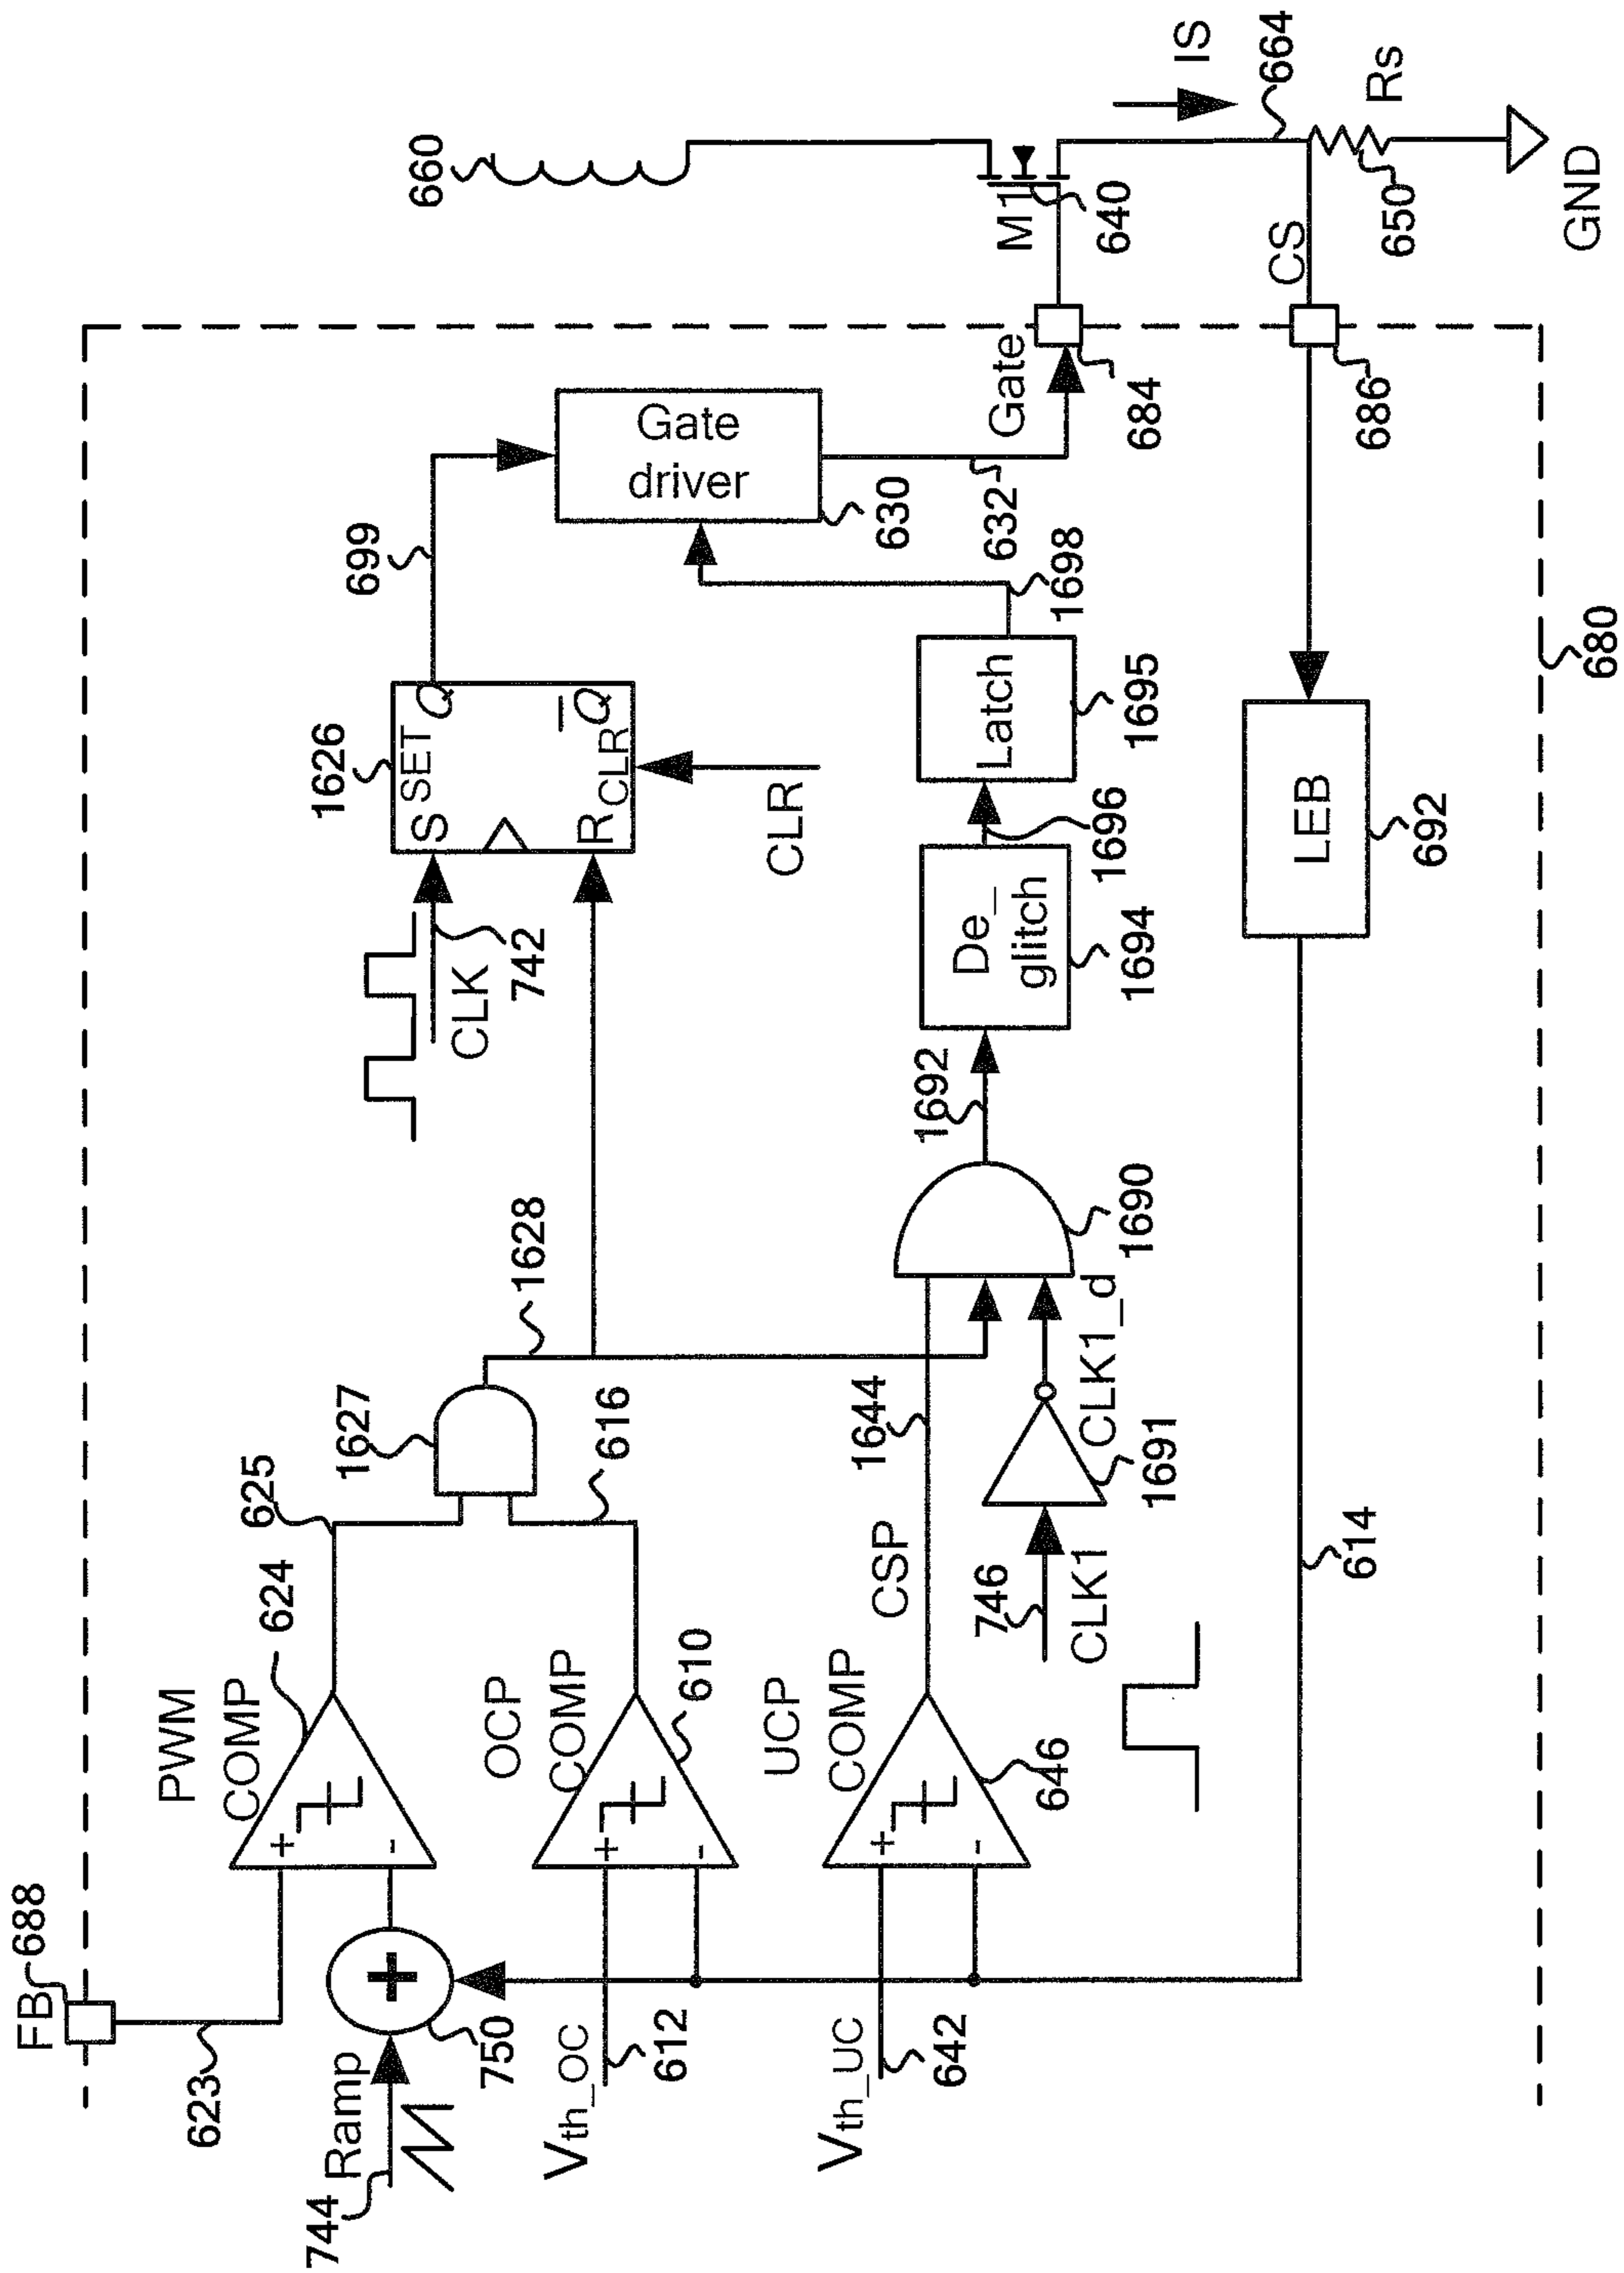 FB
688
623
744
Ramp
750
PWM
COMP
624
625
+
-
Vth_OC
612
OCP
COMP
610
616
+
-
Vth_UC
642
UCP
COMP
646
+
-
1627
1628
CSP
1644
746
CLK1
1691
CLK1_d
1690
1692
De_
glitch
1694
1696
Latch
1695
1698
CLK
742
1626
S
SET
Q
R
CLR
Q
CLR
699
Gate
driver
630
632
Gate
684
M1
640
660
IS
664
Rs
650
GND
CS
686
LEB
692
614
680